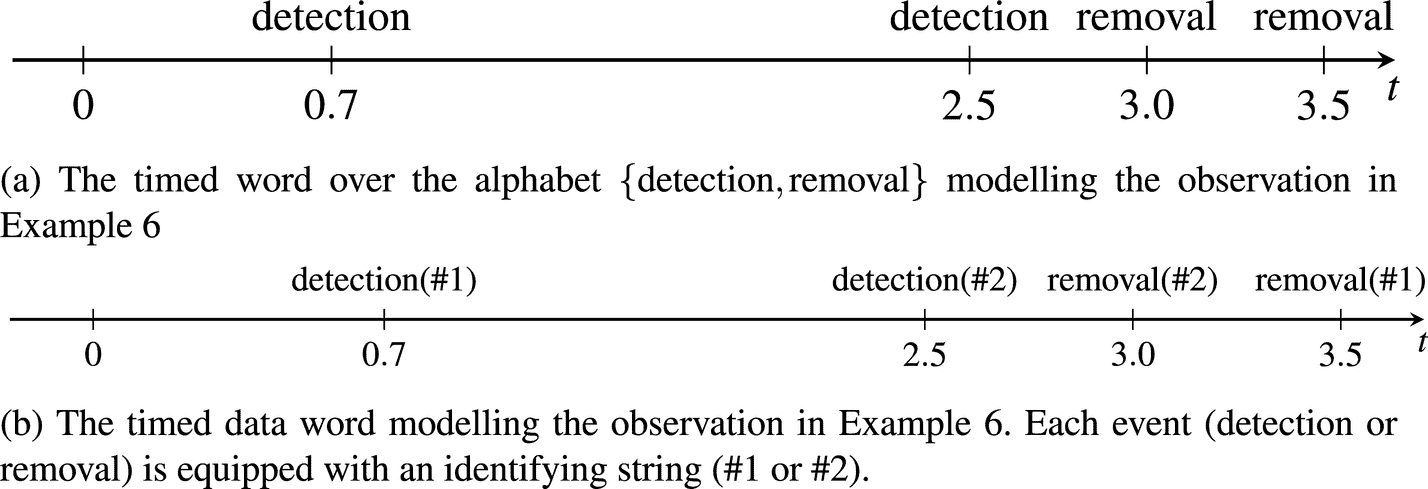 detection detection removal removal
0 0.7 2.5 3.0 3.5 t
(a) The timed word over the alphabet {detection, removal} modelling the observation in
Example 6
detection(#1) detection(#2) removal(#2) removal(#1)
0 0.7 2.5 3.0 3.5 t
(b) The timed data word modelling the observation in Example 6. Each event (detection or
removal) is equipped with an identifying string (#1 or #2).